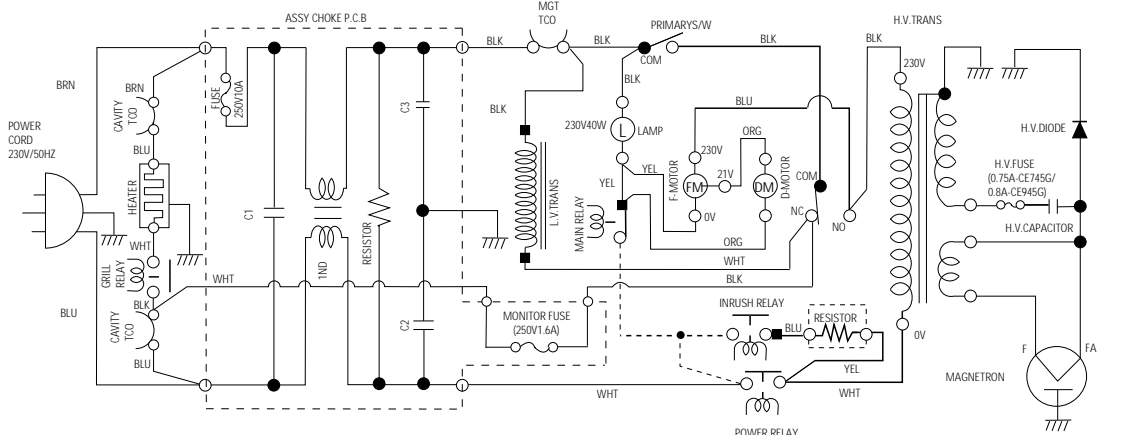 ASSY CHOKE P.C.B
MGT
TCO
PRIMARYS/W
H.V.TRANS
BLK
BLK
BLK
BLK
COM
230V
BRN
BRN
CAVITY
TCO
FUSE
250V10A
C3
BLK
BLK
230V40W
L
LAMP
BLU
ORG
POWER
CORD
230V/50HZ
BLU
HEATER
H.V.DIODE
H.V.FUSE
(0.75A-CE745G/
0.8A-CE945G)
YEL
YEL
230V
F-MOTOR
FM
21V
DM
D-MOTOR
COM
C1
RESISTOR
L.V.TRANS
MAIN RELAY
0V
NC
NO
H.V.CAPACITOR
WHT
GRILL
RELAY
1ND
ORG
WHT
WHT
BLK
BLK
BLU
CAVITY
TCO
BLU
MONITOR FUSE
(250V1.6A)
C2
INRUSH RELAY
RESISTOR
BLU
YEL
0V
WHT
WHT
F
FA
MAGNETRON
POWER RELAY